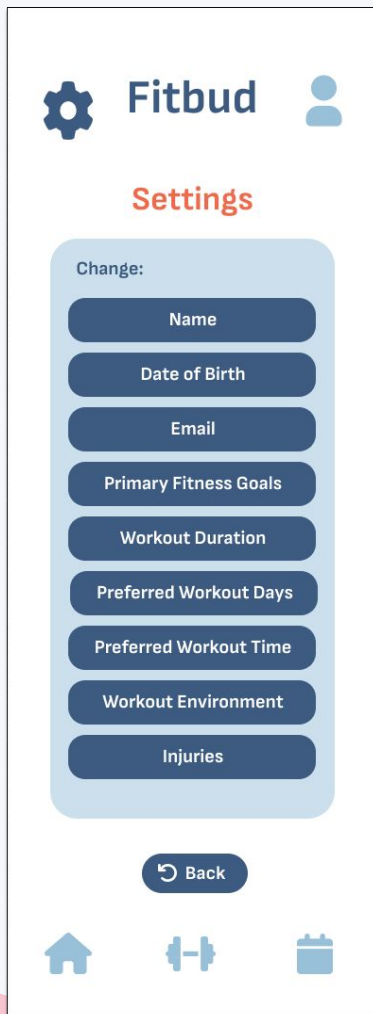 Fitbud
Settings
Change:
Name
Date of Birth
Email
Primary Fitness Goals
Workout Duration
Preferred Workout Days
Preferred Workout Time
Workout Environment
Injuries
Back